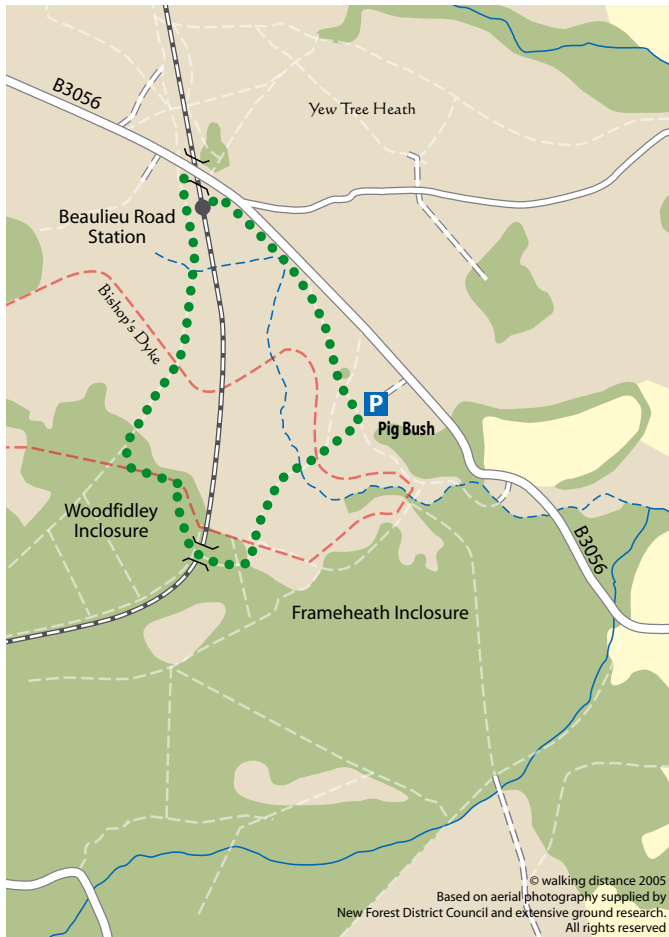 B3056
Yew Tree Heath
Beaulieu Road
Station
Bishop's Dyke
P
Pig Bush
Woodfidley
Inclosure
B3056
Frameheath Inclosure
© walking distance 2005
Based on aerial photography supplied by
New Forest District Council and extensive ground research.
All rights reserved